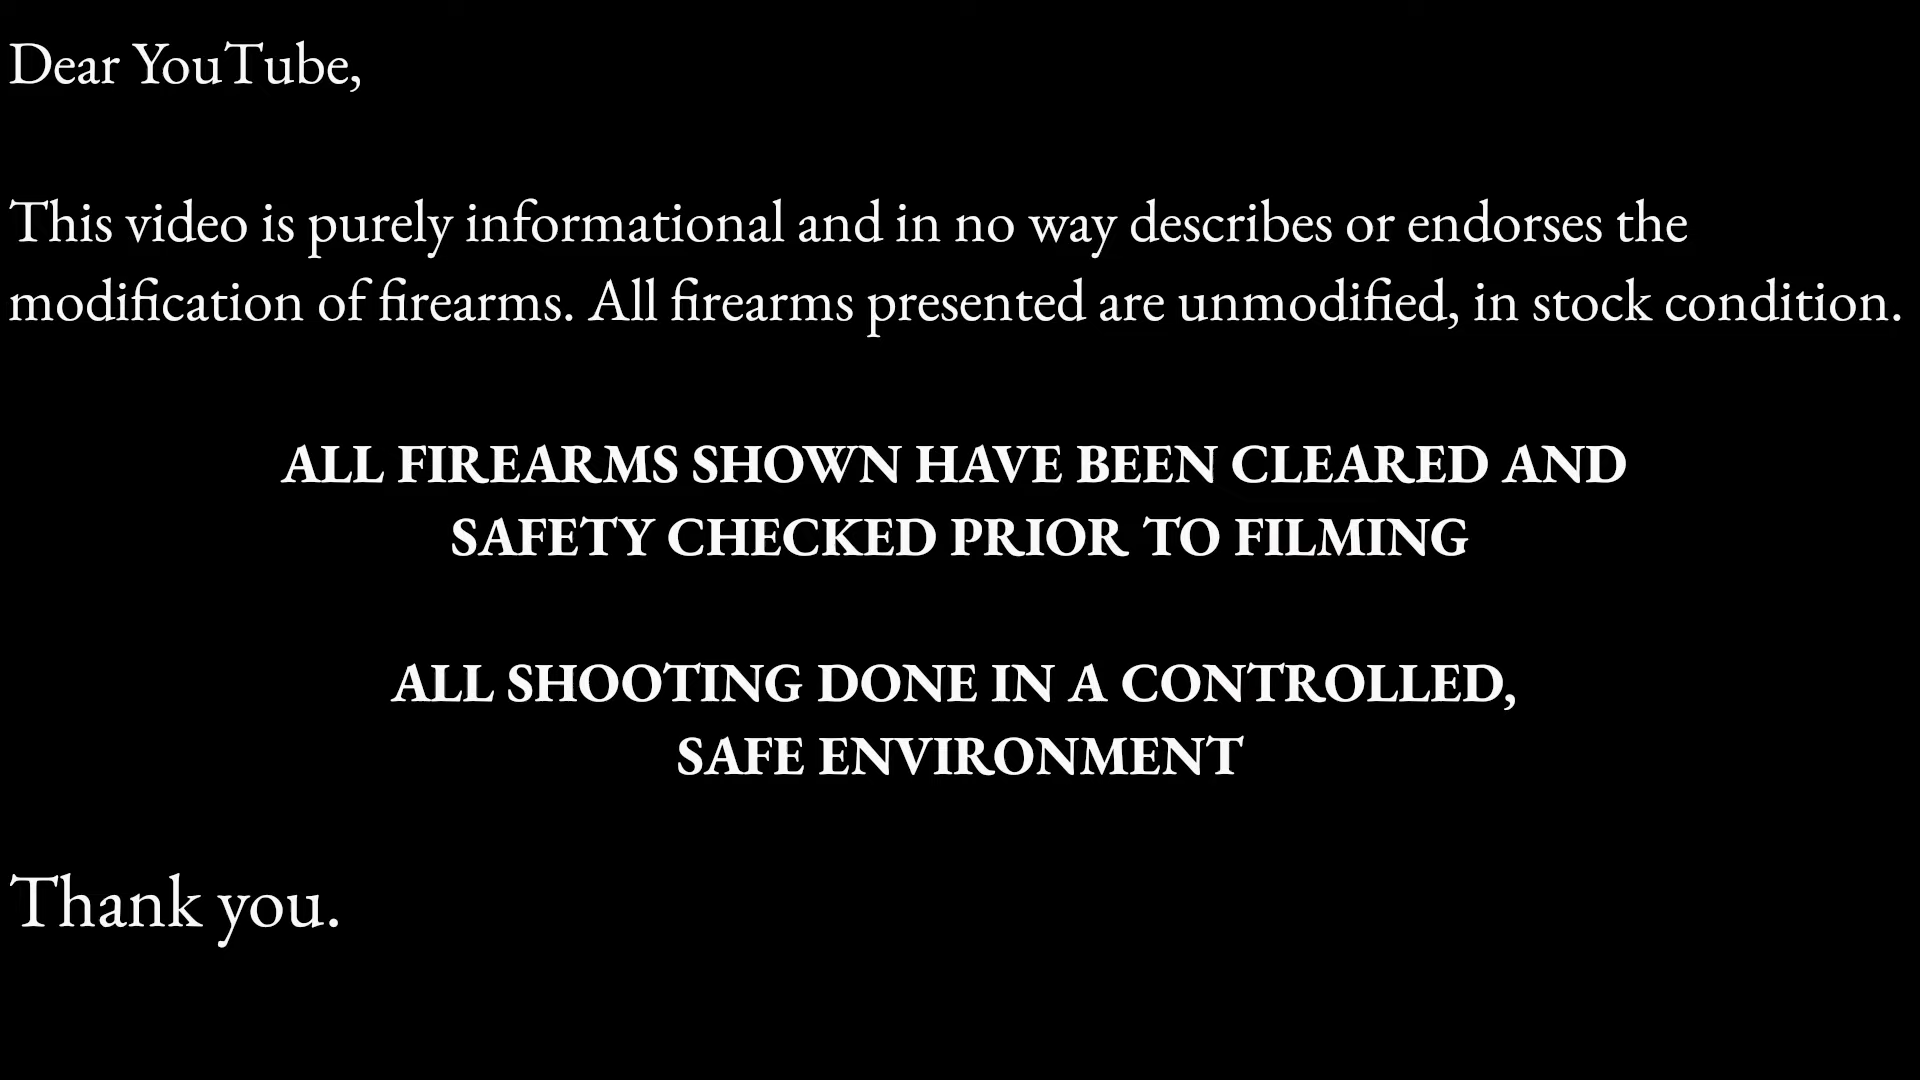 Dear YouTube,
This video is purely informational and in no way describes or endorses the
modification of firearms. All firearms presented are unmodified, in stock condition.
ALL FIREARMS SHOWN HAVE BEEN CLEARED AND
SAFETY CHECKED PRIOR TO FILMING
ALL SHOOTING DONE IN A CONTROLLED,
SAFE ENVIRONMENT
Thank you.